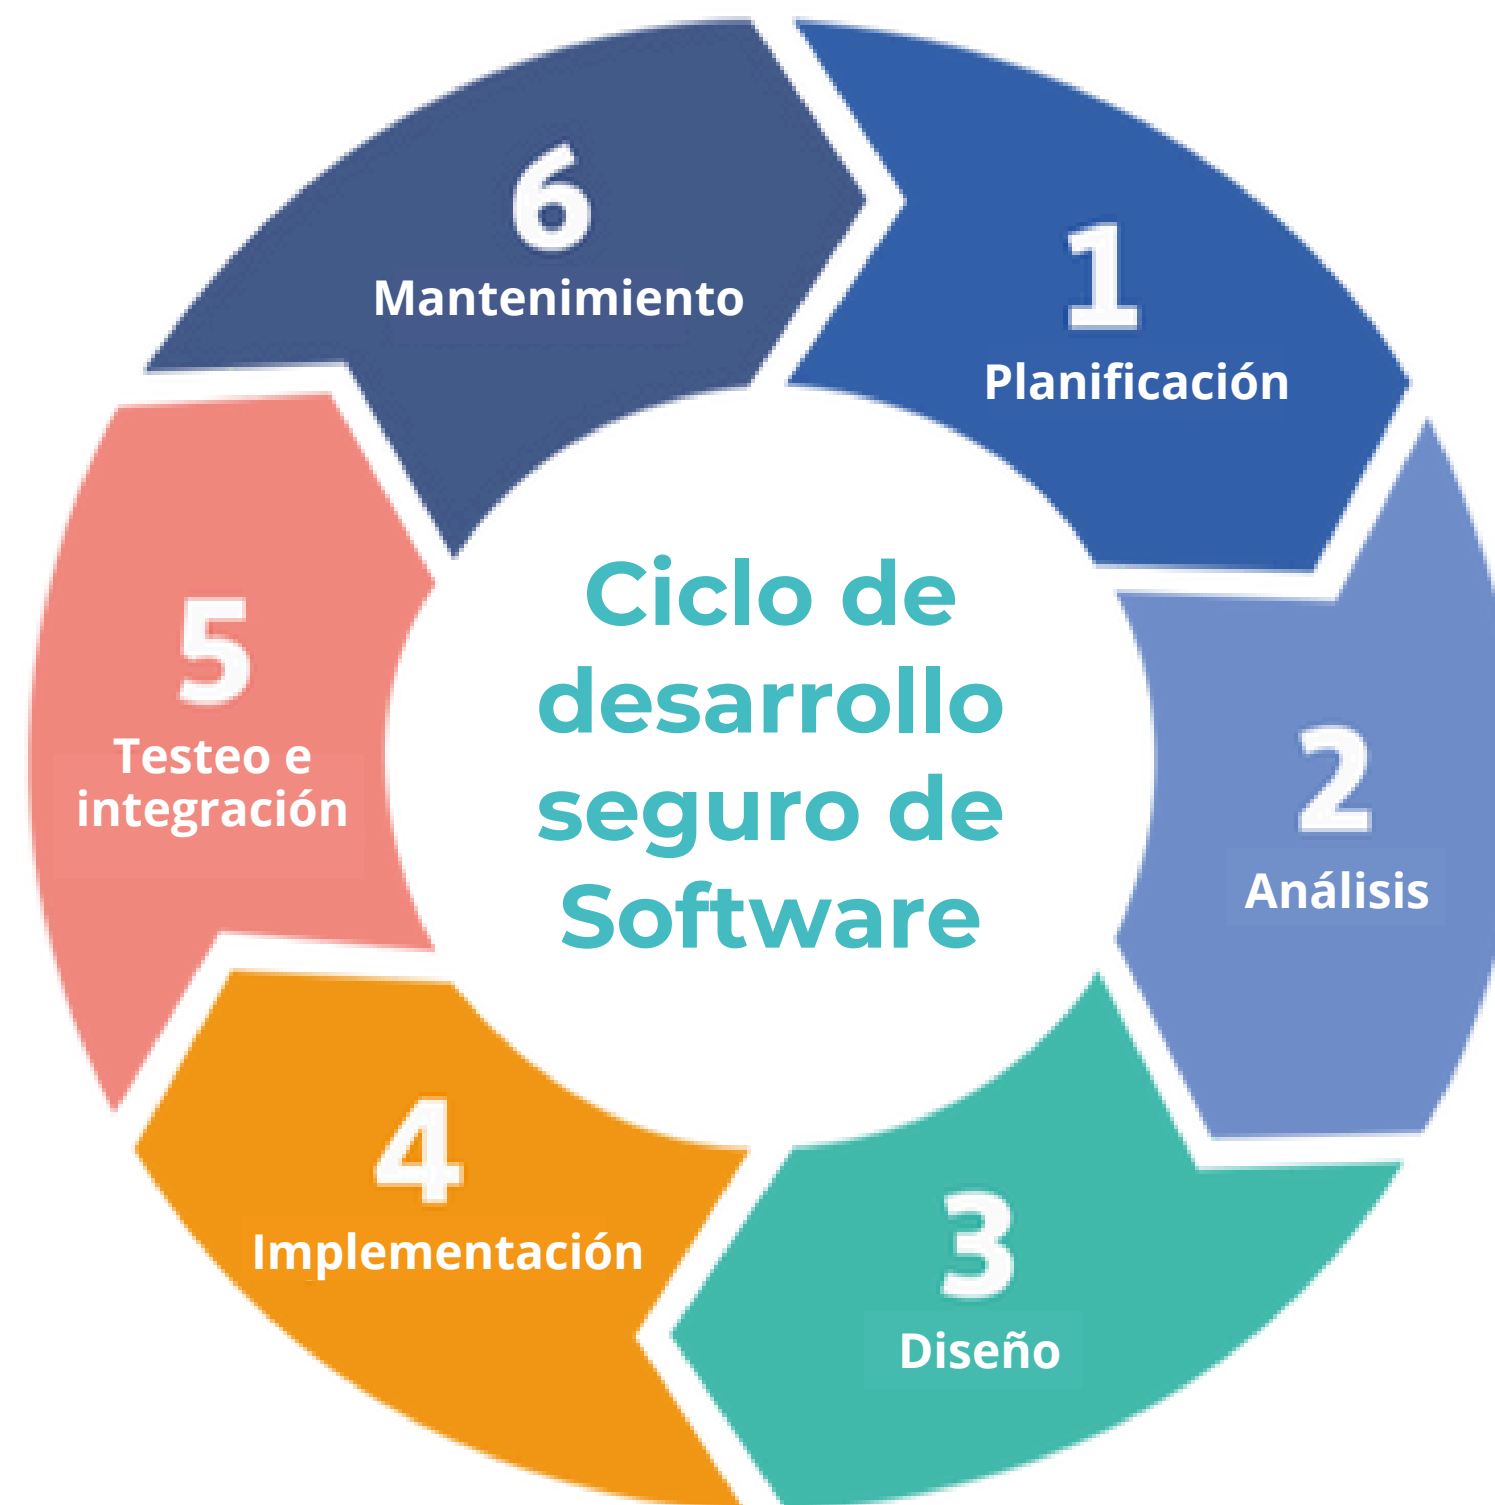 Ciclo de
desarrollo
seguro de
Software
1
Planificación
2
Análisis
3
Diseño
4
Implementación
5
Testeo e
integración
6
Mantenimiento